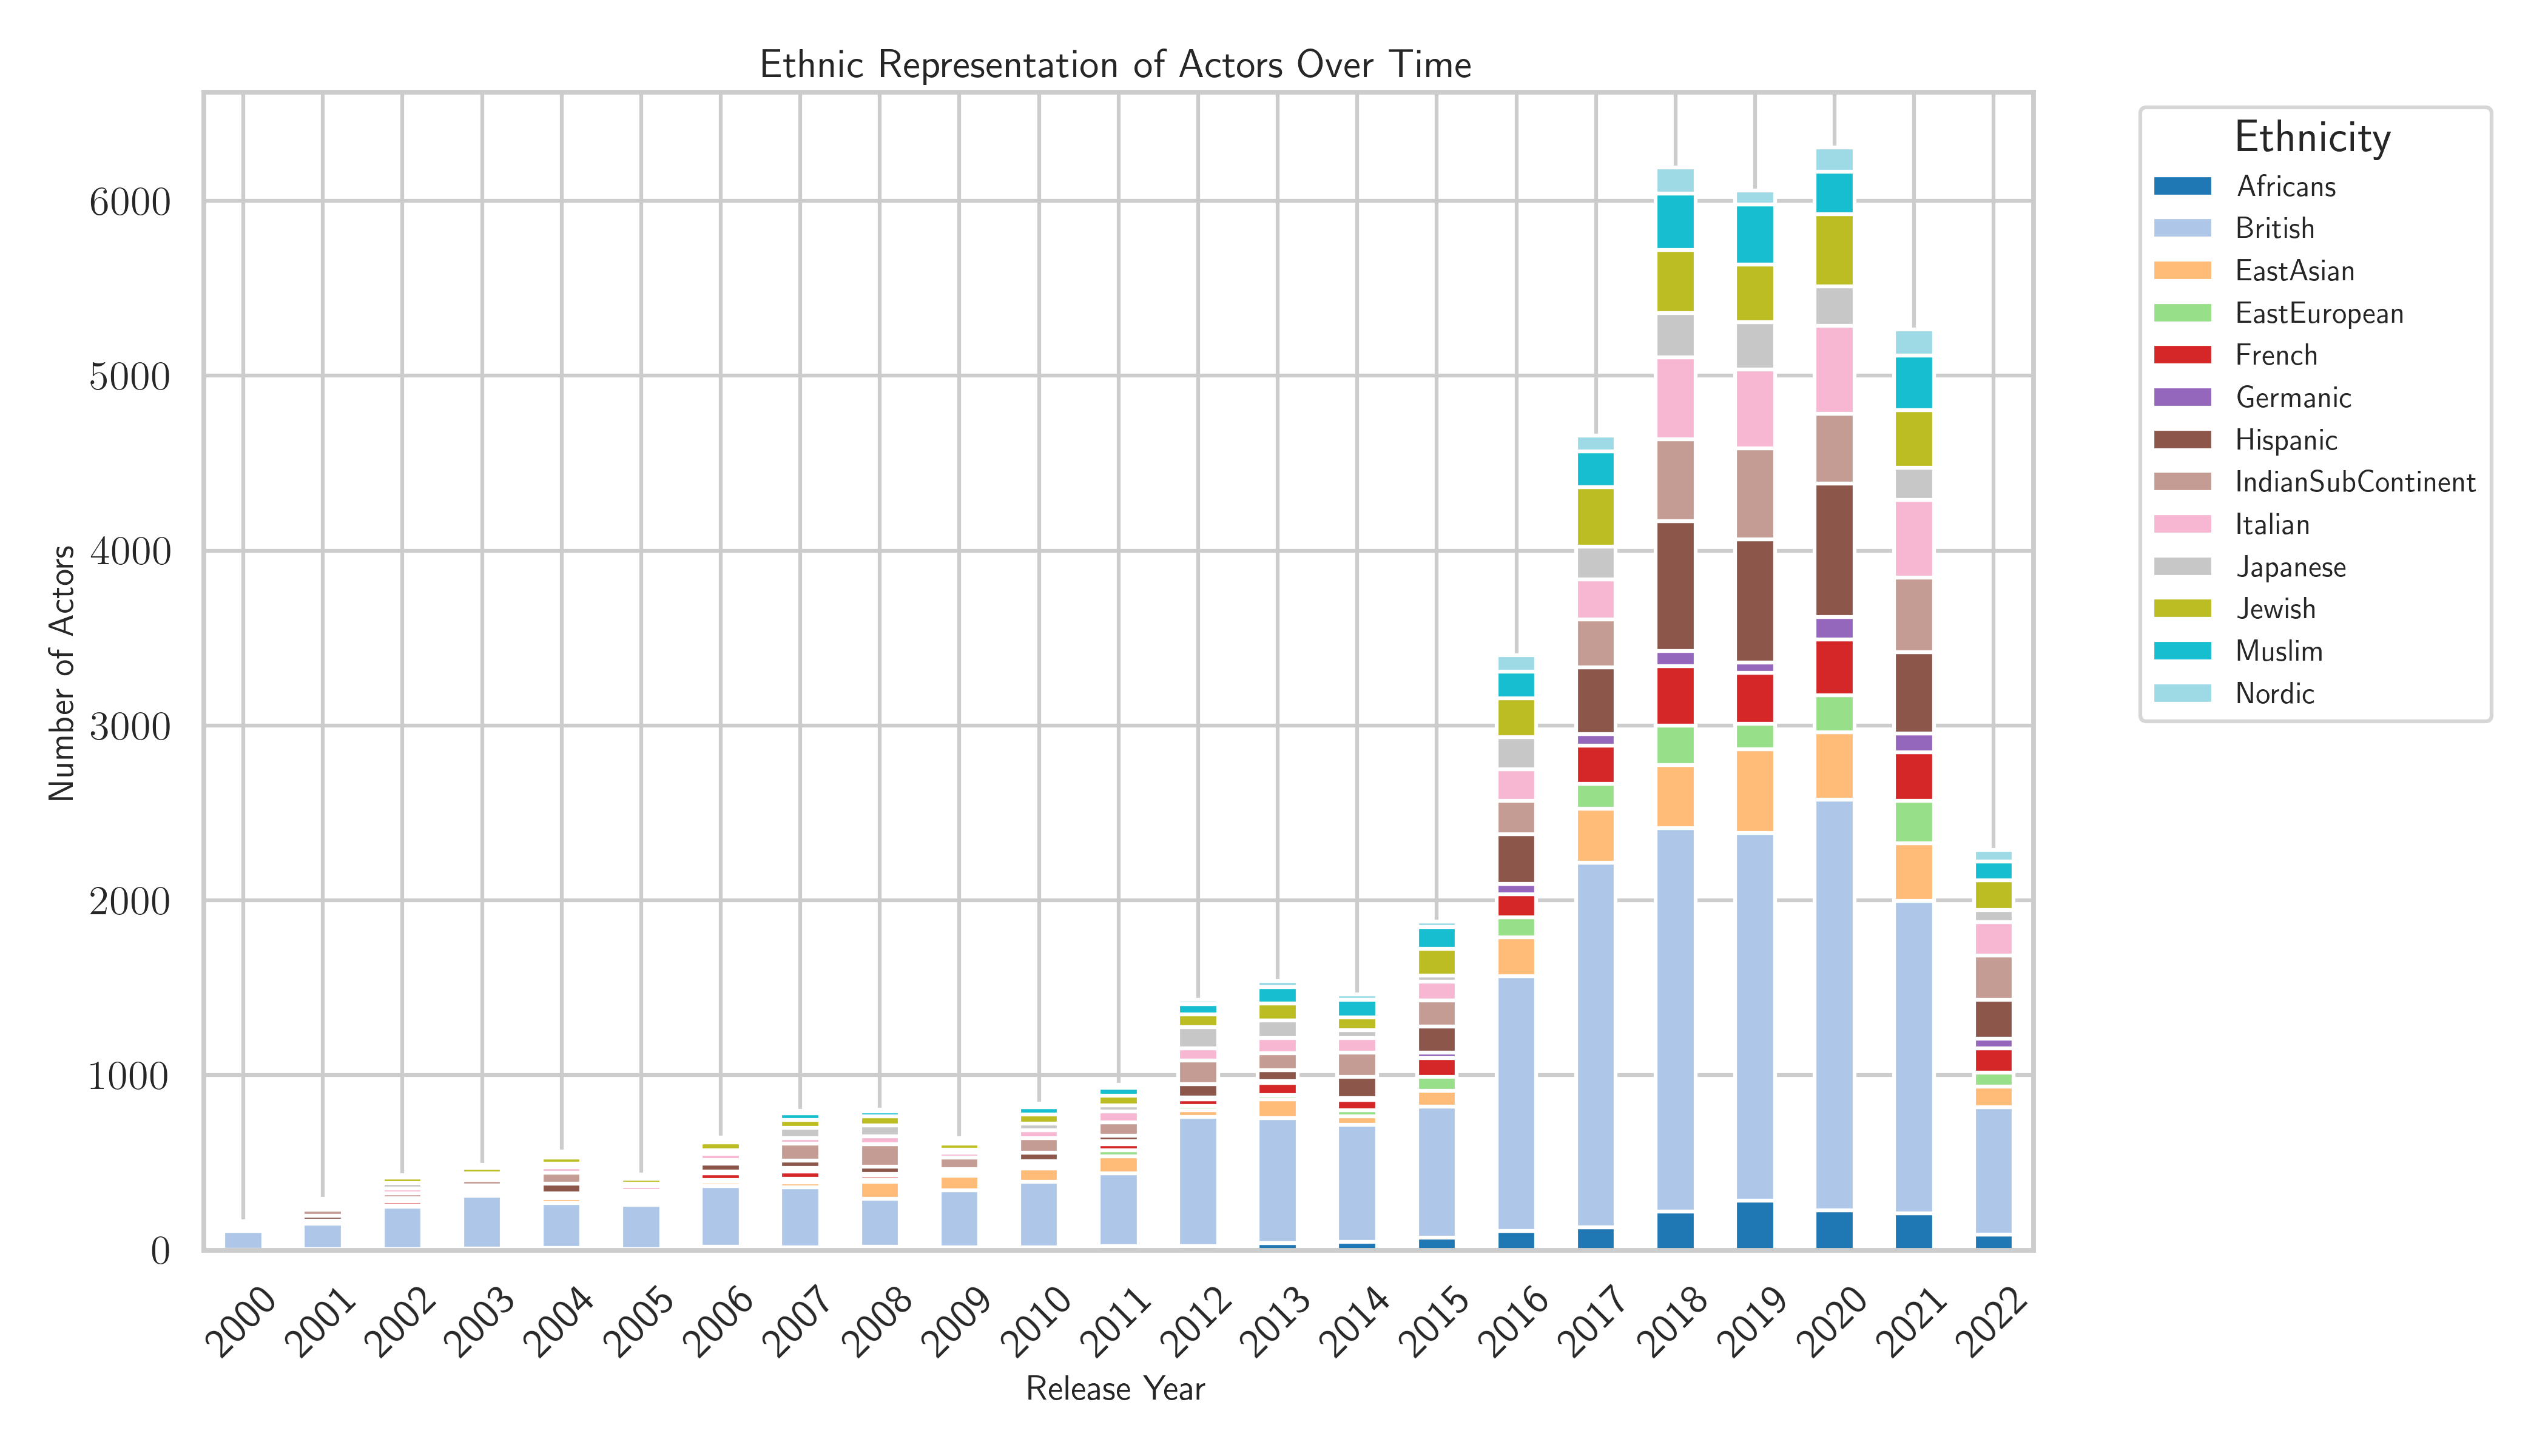 Ethnic Representation of Actors Over Time
Number of Actors
6000
5000
4000
3000
2000
1000
0
2000 2001 2002 2003 2004 2005 2006 2007 2008 2009 2010 2011 2012 2013 2014 2015 2016 2017 2018 2019 2020 2021 2022
Release Year
Ethnicity
Africans
British
EastAsian
EastEuropean
French
Germanic
Hispanic
IndianSubContinent
Italian
Japanese
Jewish
Muslim
Nordic